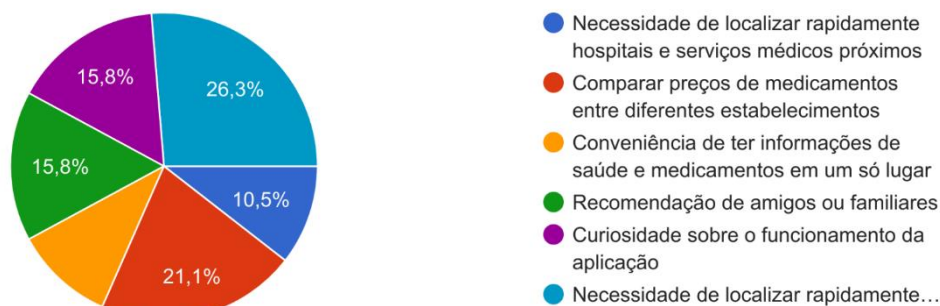 15,8%
26,3%
15,8%
10,5%
21,1%
Necessidade de localizar rapidamente
hospitais e serviços médicos próximos
Comparar preços de medicamentos
entre diferentes estabelecimentos
Conveniência de ter informações de
saúde e medicamentos em um só lugar
Recomendação de amigos ou familiares
Curiosidade sobre o funcionamento da
aplicação
Necessidade de localizar rapidamente…